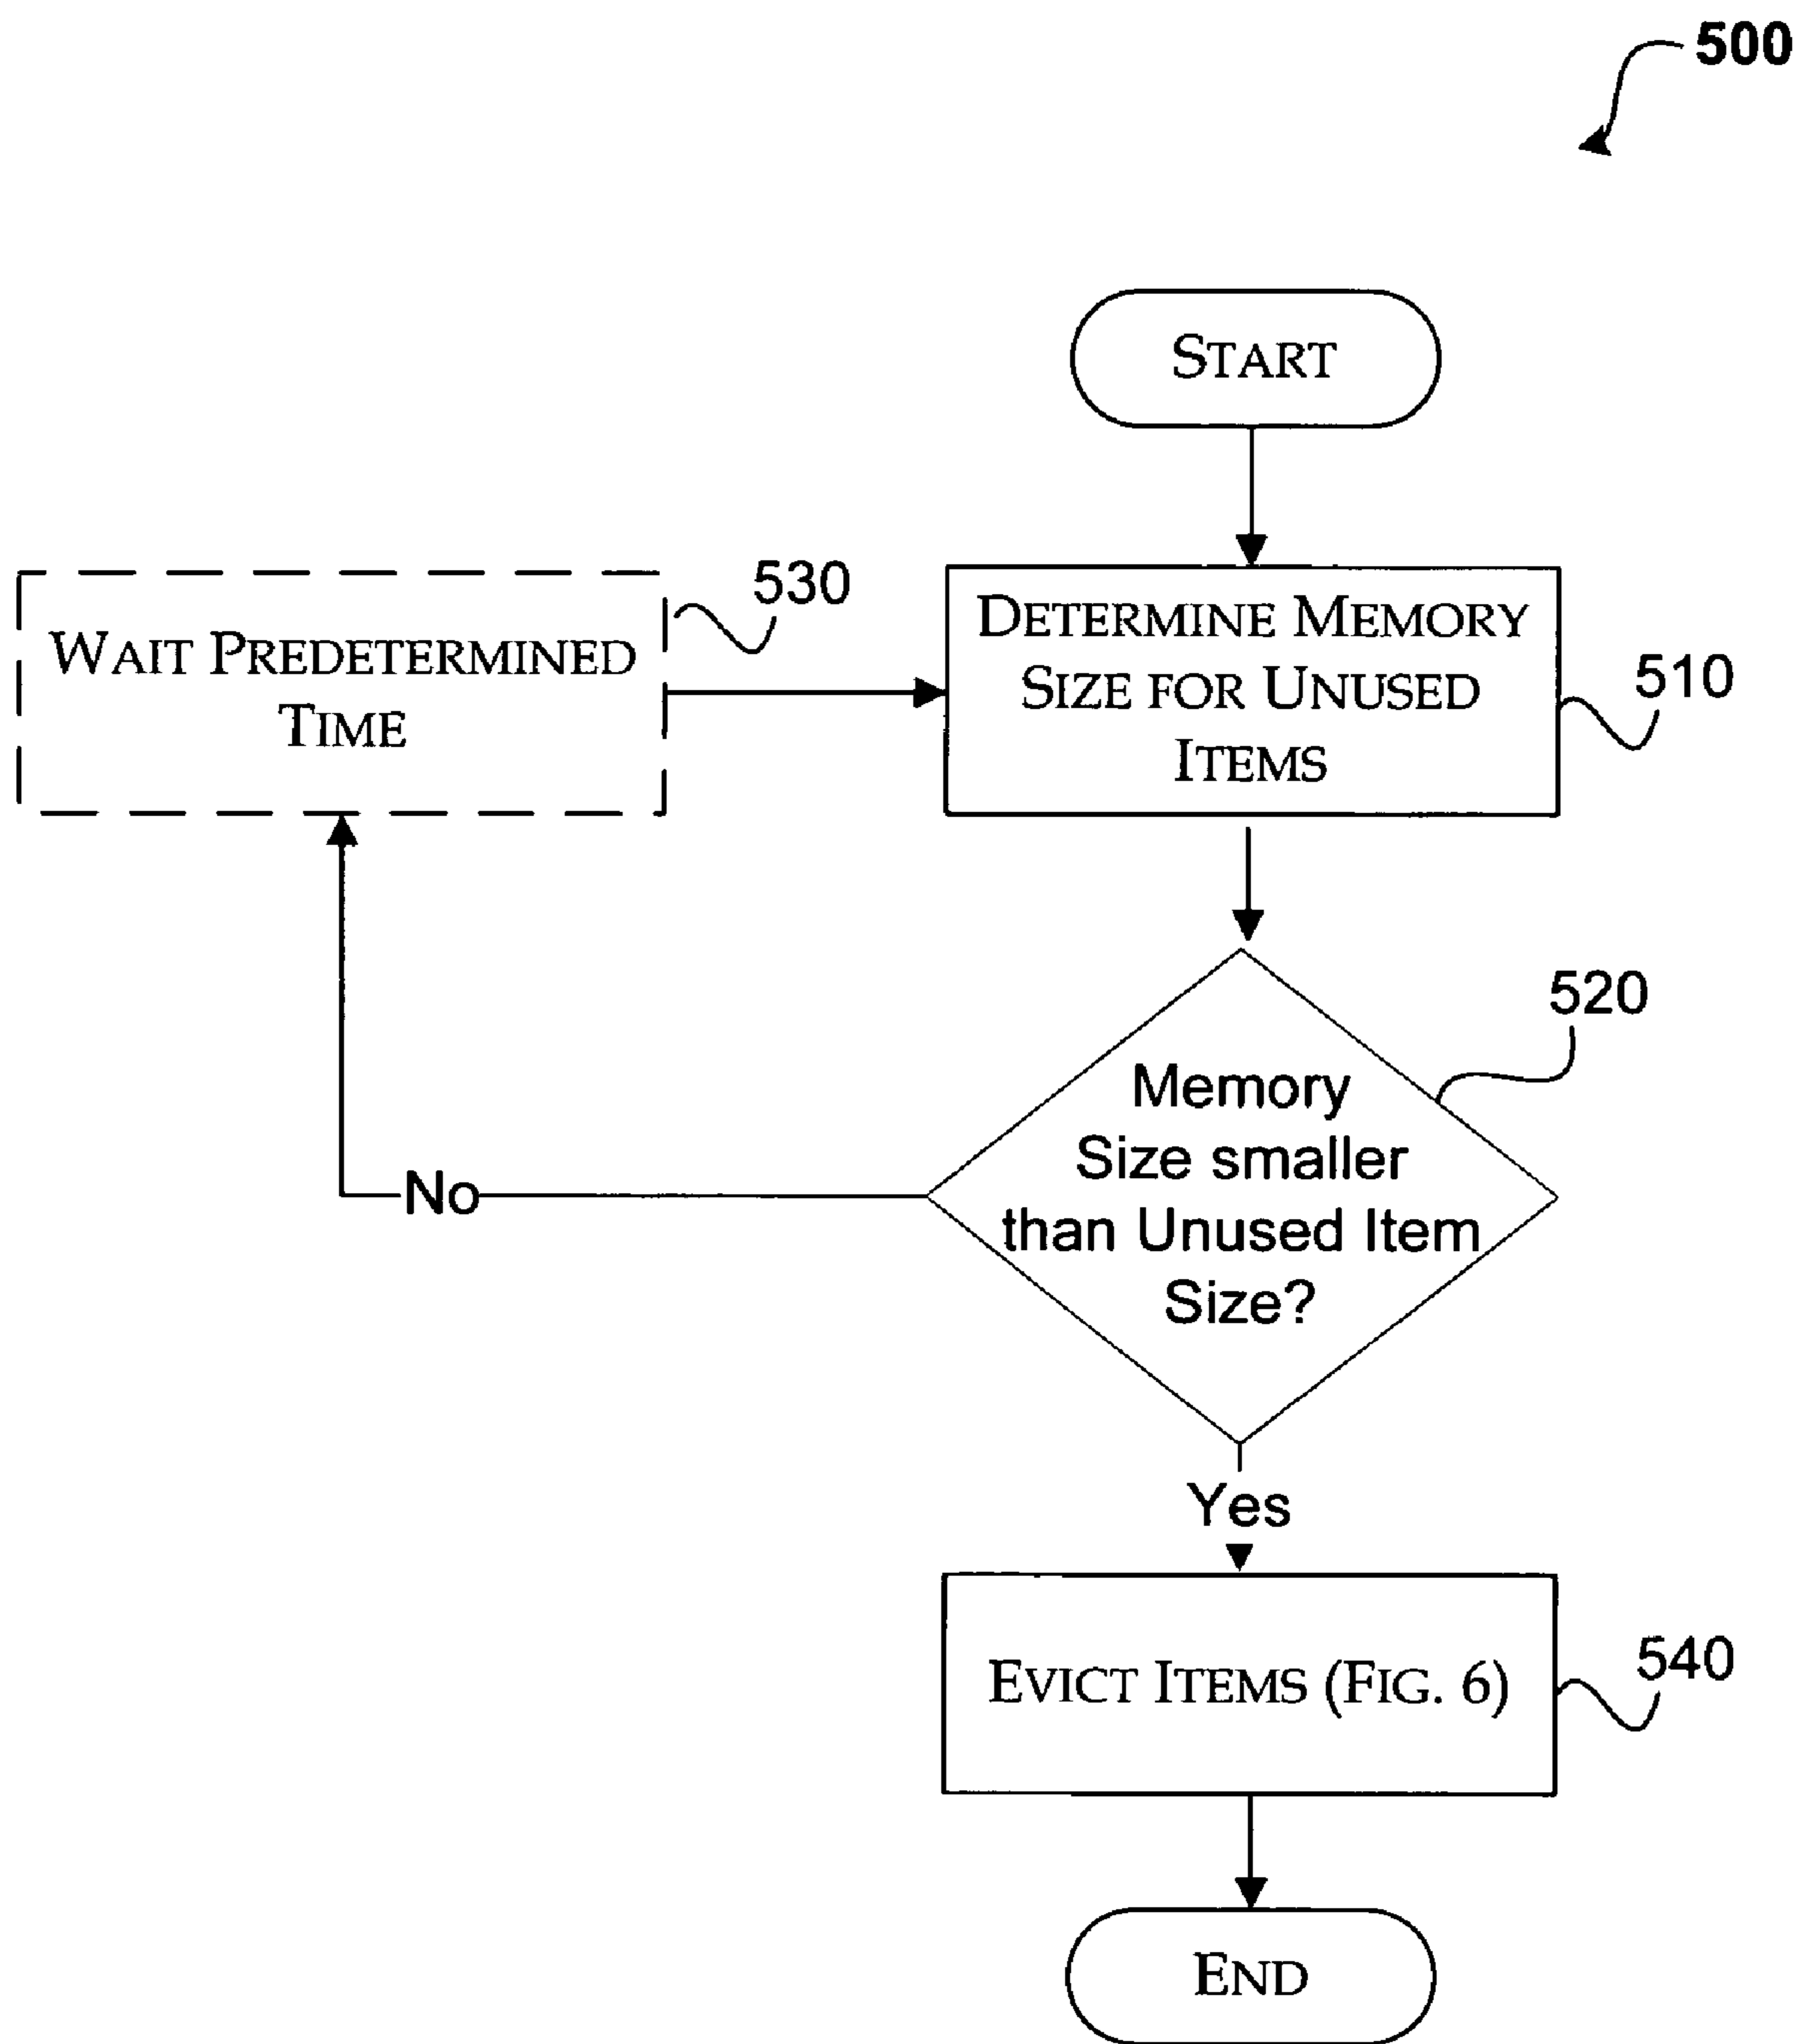 500
START
530
DETERMINE MEMORY
SIZE FOR UNUSED
ITEMS
510
WAIT PREDETERMINED
TIME
520
Memory
Size smaller
than Unused Item
Size?
No
Yes
EVICT ITEMS (FIG. 6)
540
END